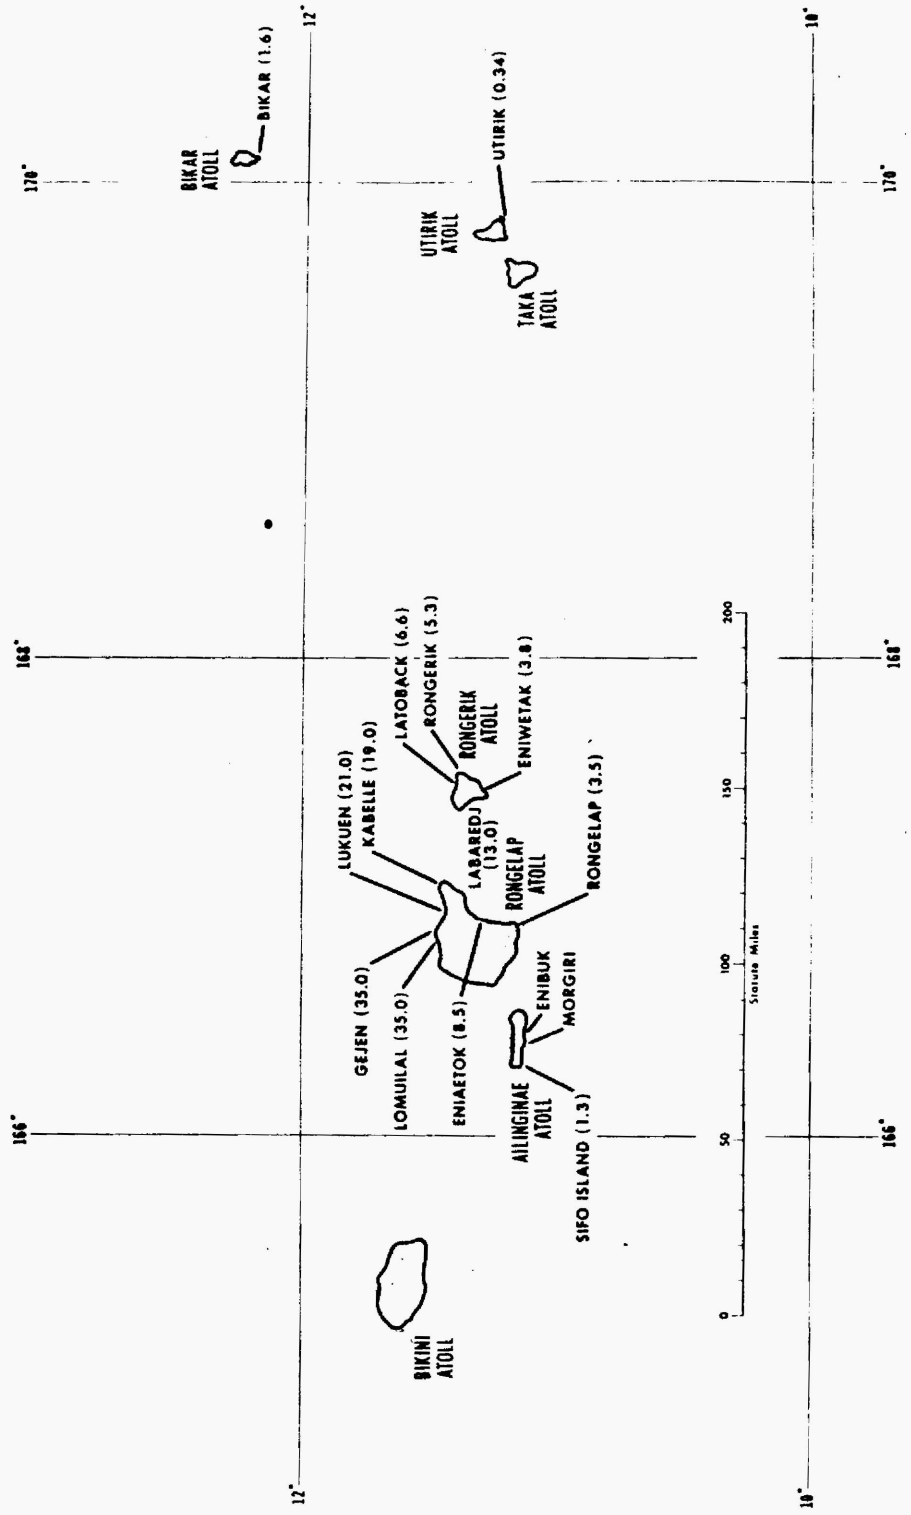 12°
12°
10°
10°
166°
166°
168°
168°
170°
170°
BIKINI
ATOLL
GEJEN (35.0)
LOMUILAL (35.0)
ENIAETOK (8.5)
AILINGINAE
ATOLL
SIFO ISLAND (1.3)
ENIBUK
MORGIRI
LUKUEN (21.0)
KABELLE (19.0)
LABAREDJ
(13.0)
RONGELAP
ATOLL
RONGELAP (3.5)
LATOBACK (6.6)
RONGERIK (5.3)
RONGERIK
ATOLL
ENIWETAK (3.8)
TAKA
ATOLL
UTIRIK
ATOLL
UTIRIK (0.34)
BIKAR
ATOLL
BIKAR (1.6)
0
50
100
150
200
Statute Miles